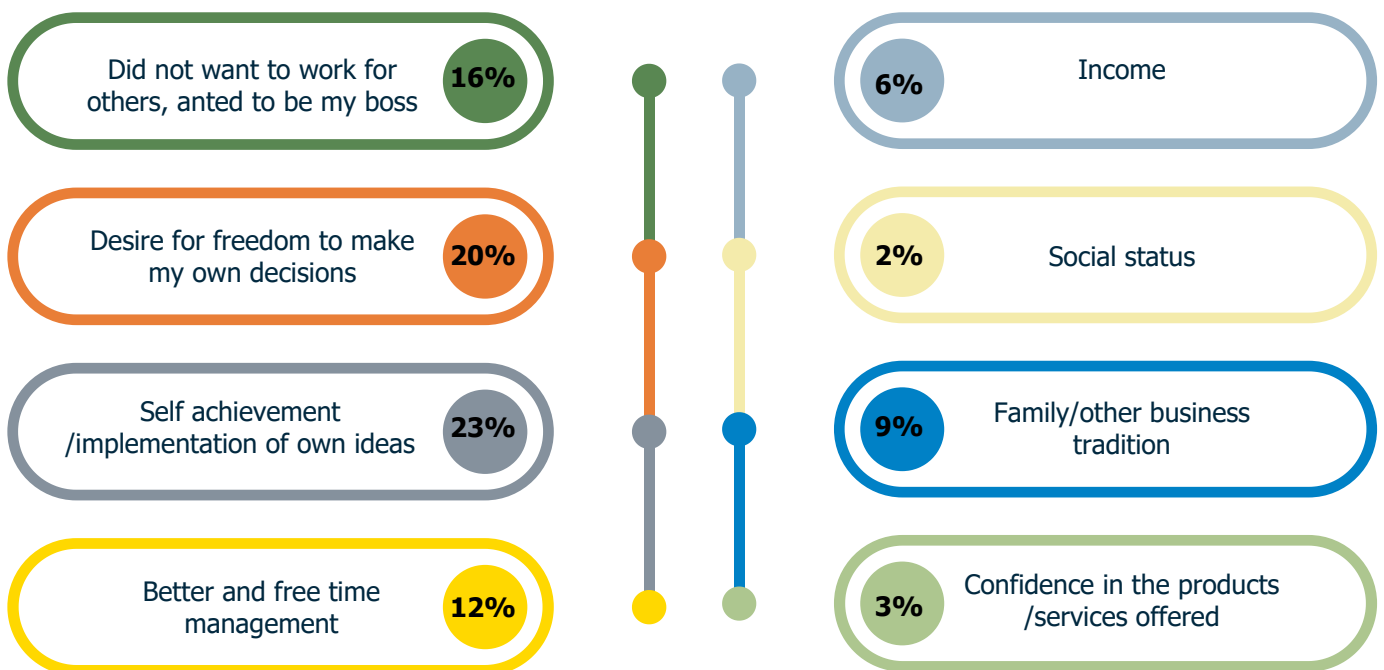 Did not want to work for
others, anted to be my boss
16%
Desire for freedom to make
my own decisions
20%
Self achievement
/implementation of own ideas
23%
Better and free time
management
12%
6%
Income
2%
Social status
9%
Family/other business
tradition
3%
Confidence in the products
/services offered